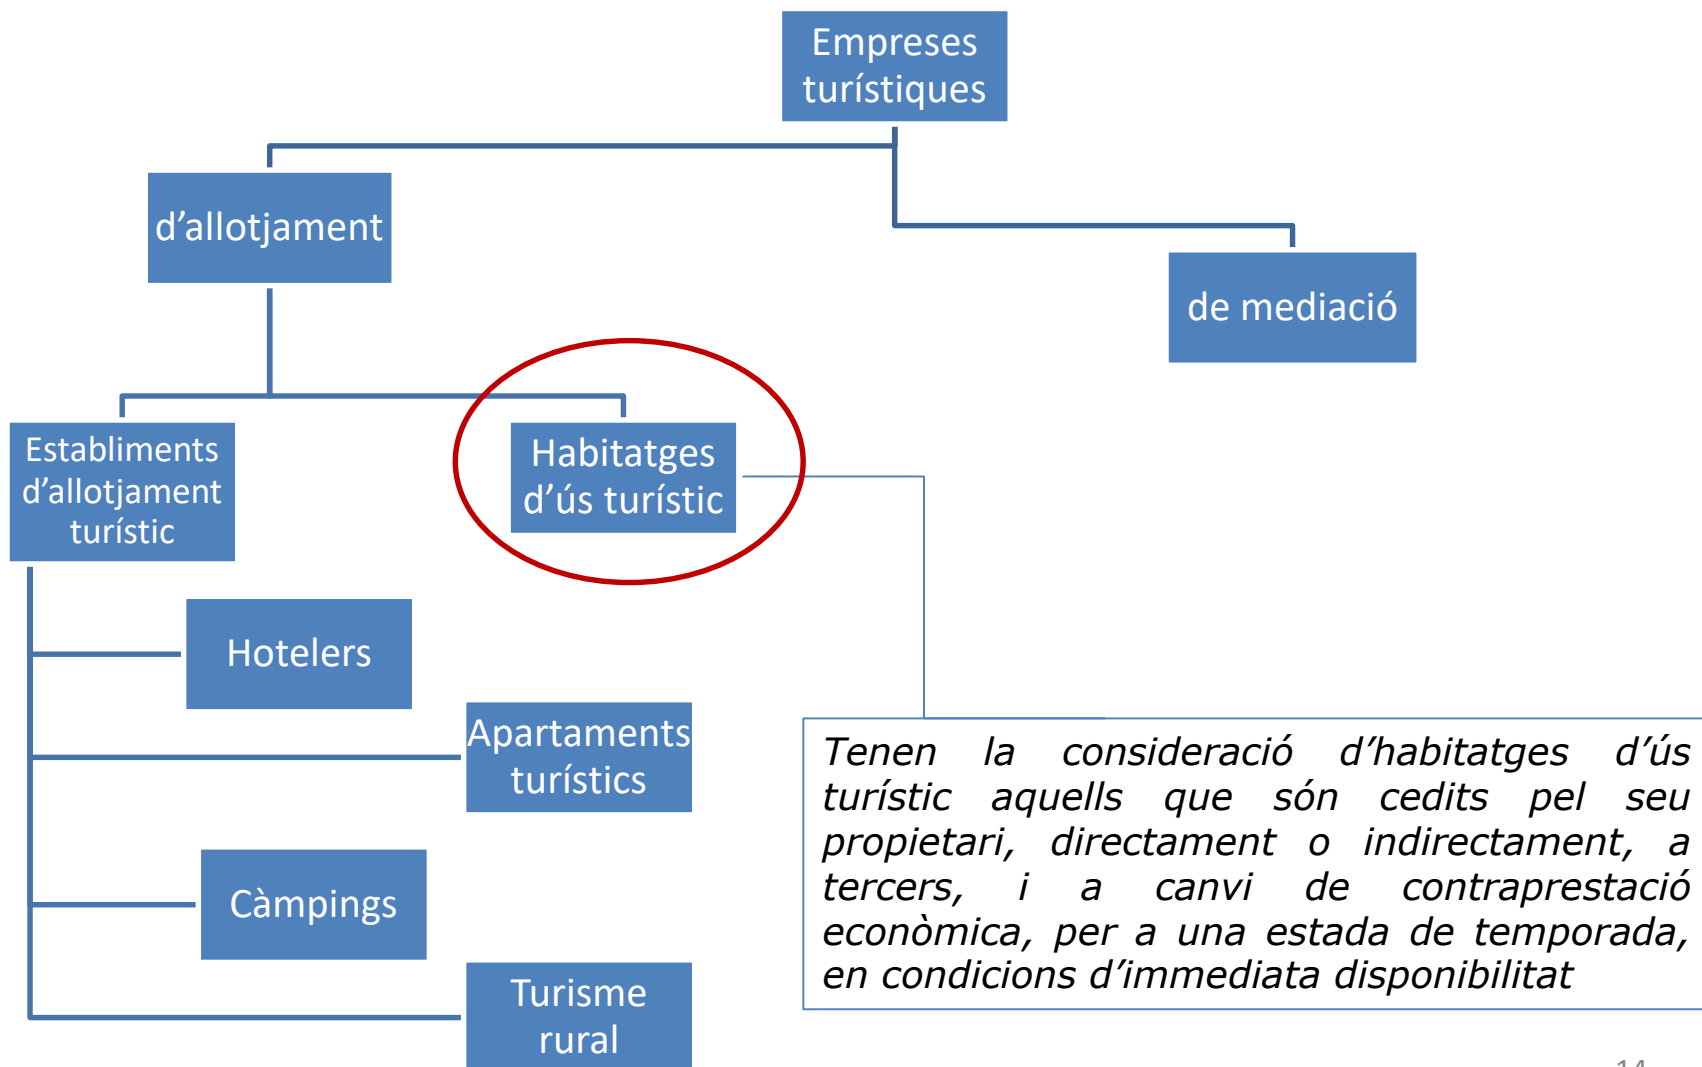 Empreses
turístiques
d’allotjament
de mediació
Establiments
d’allotjament
turístic
Habitatges
d’ús turístic
Hotelers
Apartaments
turístics
Càmpings
Turisme
rural
Tenen la consideració d’habitatges d’ús
turístic aquells que són cedits pel seu
propietari, directament o indirectament, a
tercers, i a canvi de contraprestació
econòmica, per a una estada de temporada,
en condicions d’immediata disponibilitat
14